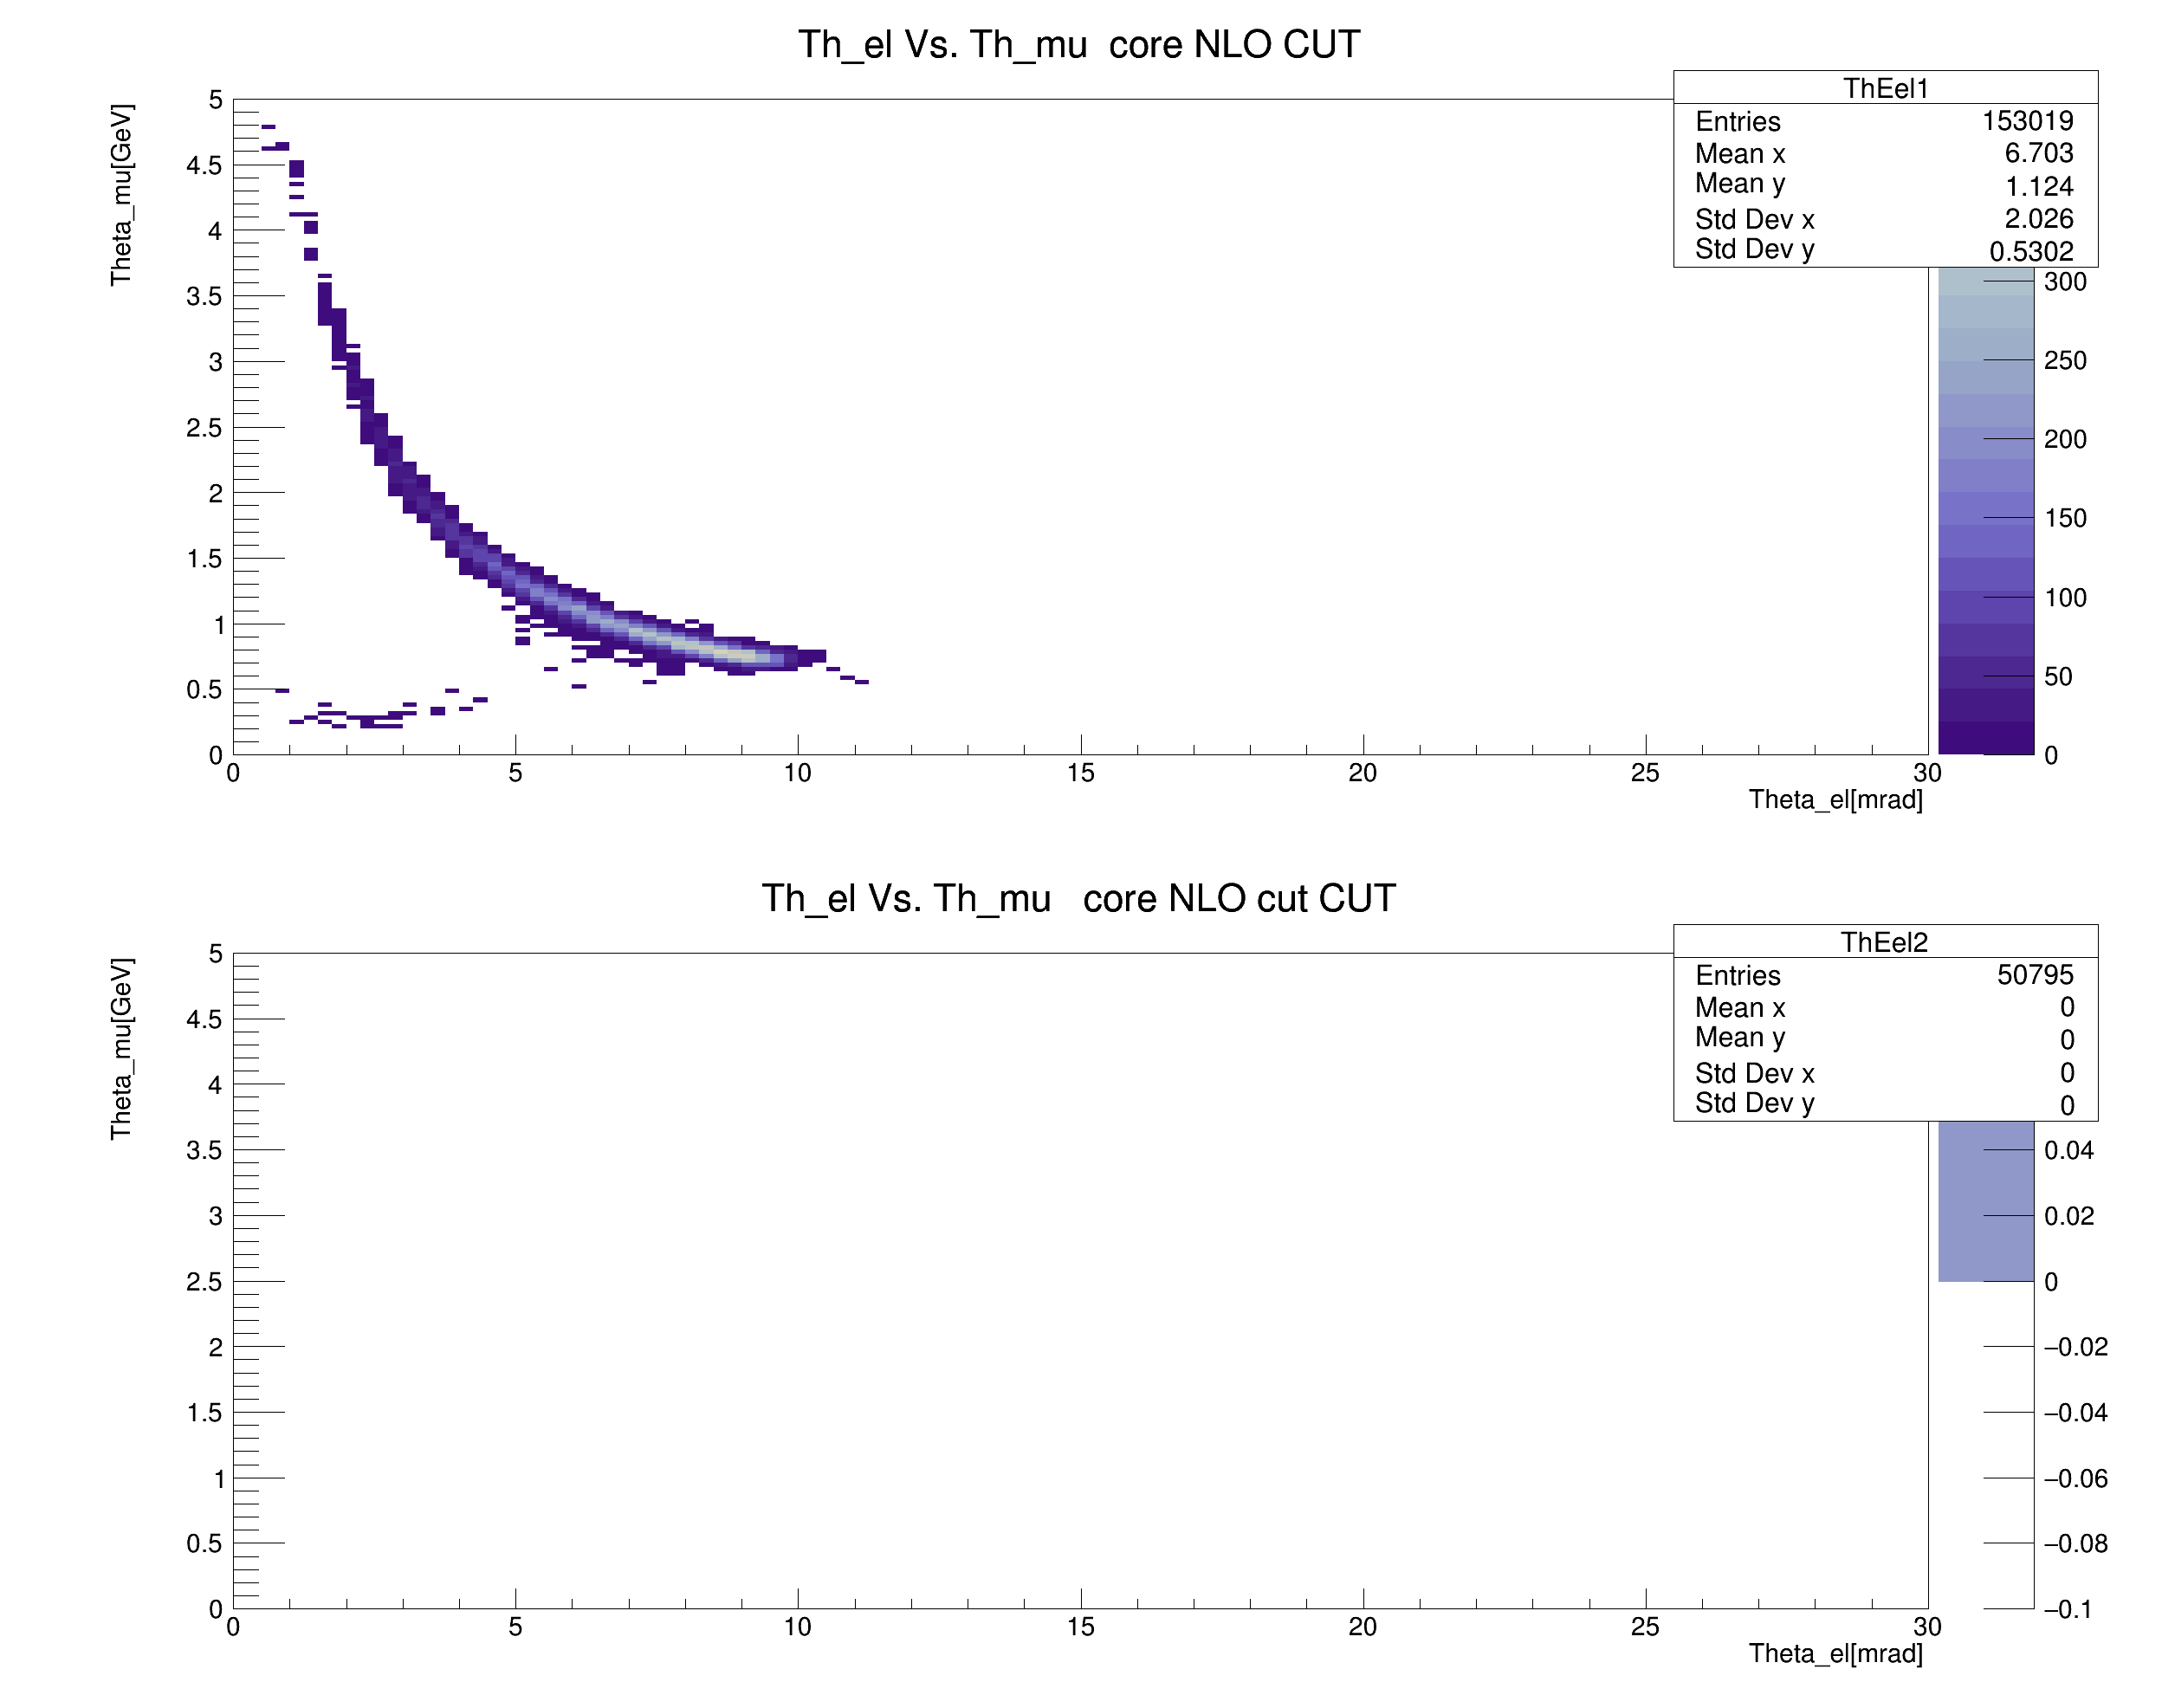 Th_el Vs. Th_mu core NLO CUT
ThEel1
Entries 153019
Mean x 6.703
Mean y 1.124
Std Dev x 2.026
Std Dev y 0.5302
Theta_mu[GeV]
5
4.5
4
3.5
3
2.5
2
1.5
1
0.5
0
0 5 10 15 20 25 30
Theta_el[mrad]
300
250
200
150
100
50
0
Th_el Vs. Th_mu core NLO cut CUT
ThEel2
Entries 50795
Mean x 0
Mean y 0
Std Dev x 0
Std Dev y 0
Theta_mu[GeV]
5
4.5
4
3.5
3
2.5
2
1.5
1
0.5
0
0 5 10 15 20 25 30
Theta_el[mrad]
0.04
0.02
0
−0.02
−0.04
−0.06
−0.08
−0.1